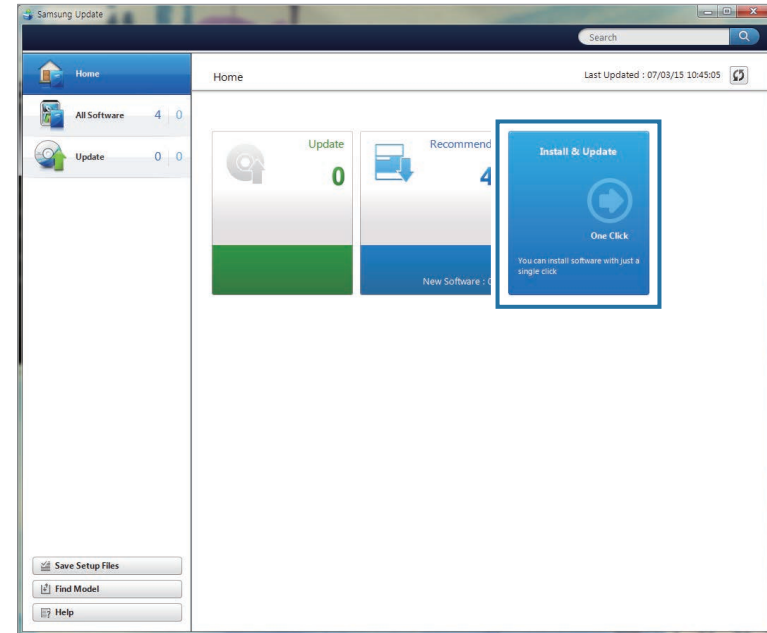 Samsung Update
Search
Home
All Software 4 0
Update 0 0
Home
Last Updated : 07/03/15 10:45:05
Update
0
Recommend
4
New Software :
Install & Update
One Click
You can install software with just a
single click
Save Setup Files
Find Model
Help